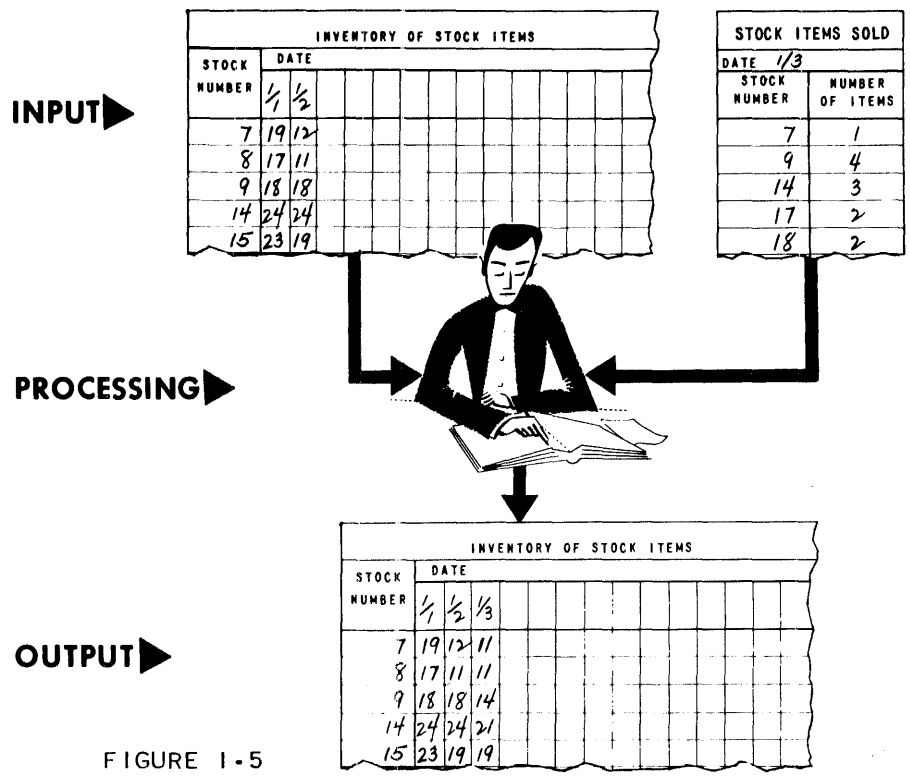 INVENTORY OF STOCK ITEMS
STOCK NUMBER
DATE
1/1 1/2
7 19 12
8 17 11
9 18 18
14 24 24
15 23 19
STOCK ITEMS SOLD
DATE 1/3
STOCK NUMBER
NUMBER OF ITEMS
7 1
9 4
14 3
17 2
18 2
INPUT
PROCESSING
OUTPUT
INVENTORY OF STOCK ITEMS
STOCK NUMBER
DATE
1/1 1/2 1/3
7 19 12 11
8 17 11 11
9 18 18 14
14 24 24 21
15 23 19 19
FIGURE 1-5